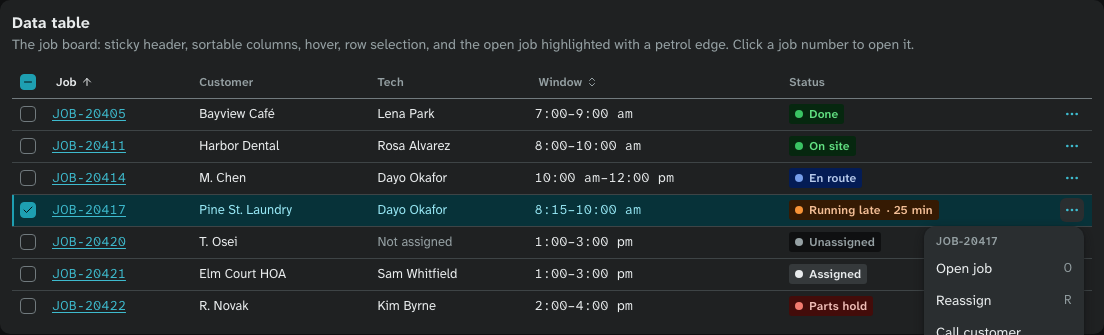 Data table
The job board: sticky header, sortable columns, hover, row selection, and the open job highlighted with a petrol edge. Click a job number to open it.
Job Customer Tech Window Status
JOB-20405 Bayview Café Lena Park 7:00–9:00 am Done
JOB-20411 Harbor Dental Rosa Alvarez 8:00–10:00 am On site
JOB-20414 M. Chen Dayo Okafor 10:00 am–12:00 pm En route
JOB-20417 Pine St. Laundry Dayo Okafor 8:15–10:00 am Running late · 25 min
JOB-20420 T. Osei Not assigned 1:00–3:00 pm Unassigned
JOB-20417
JOB-20421 Elm Court HOA Sam Whitfield 1:00–3:00 pm Assigned
Open job O
JOB-20422 R. Novak Kim Byrne 2:00–4:00 pm Parts hold
Reassign R
Call customer